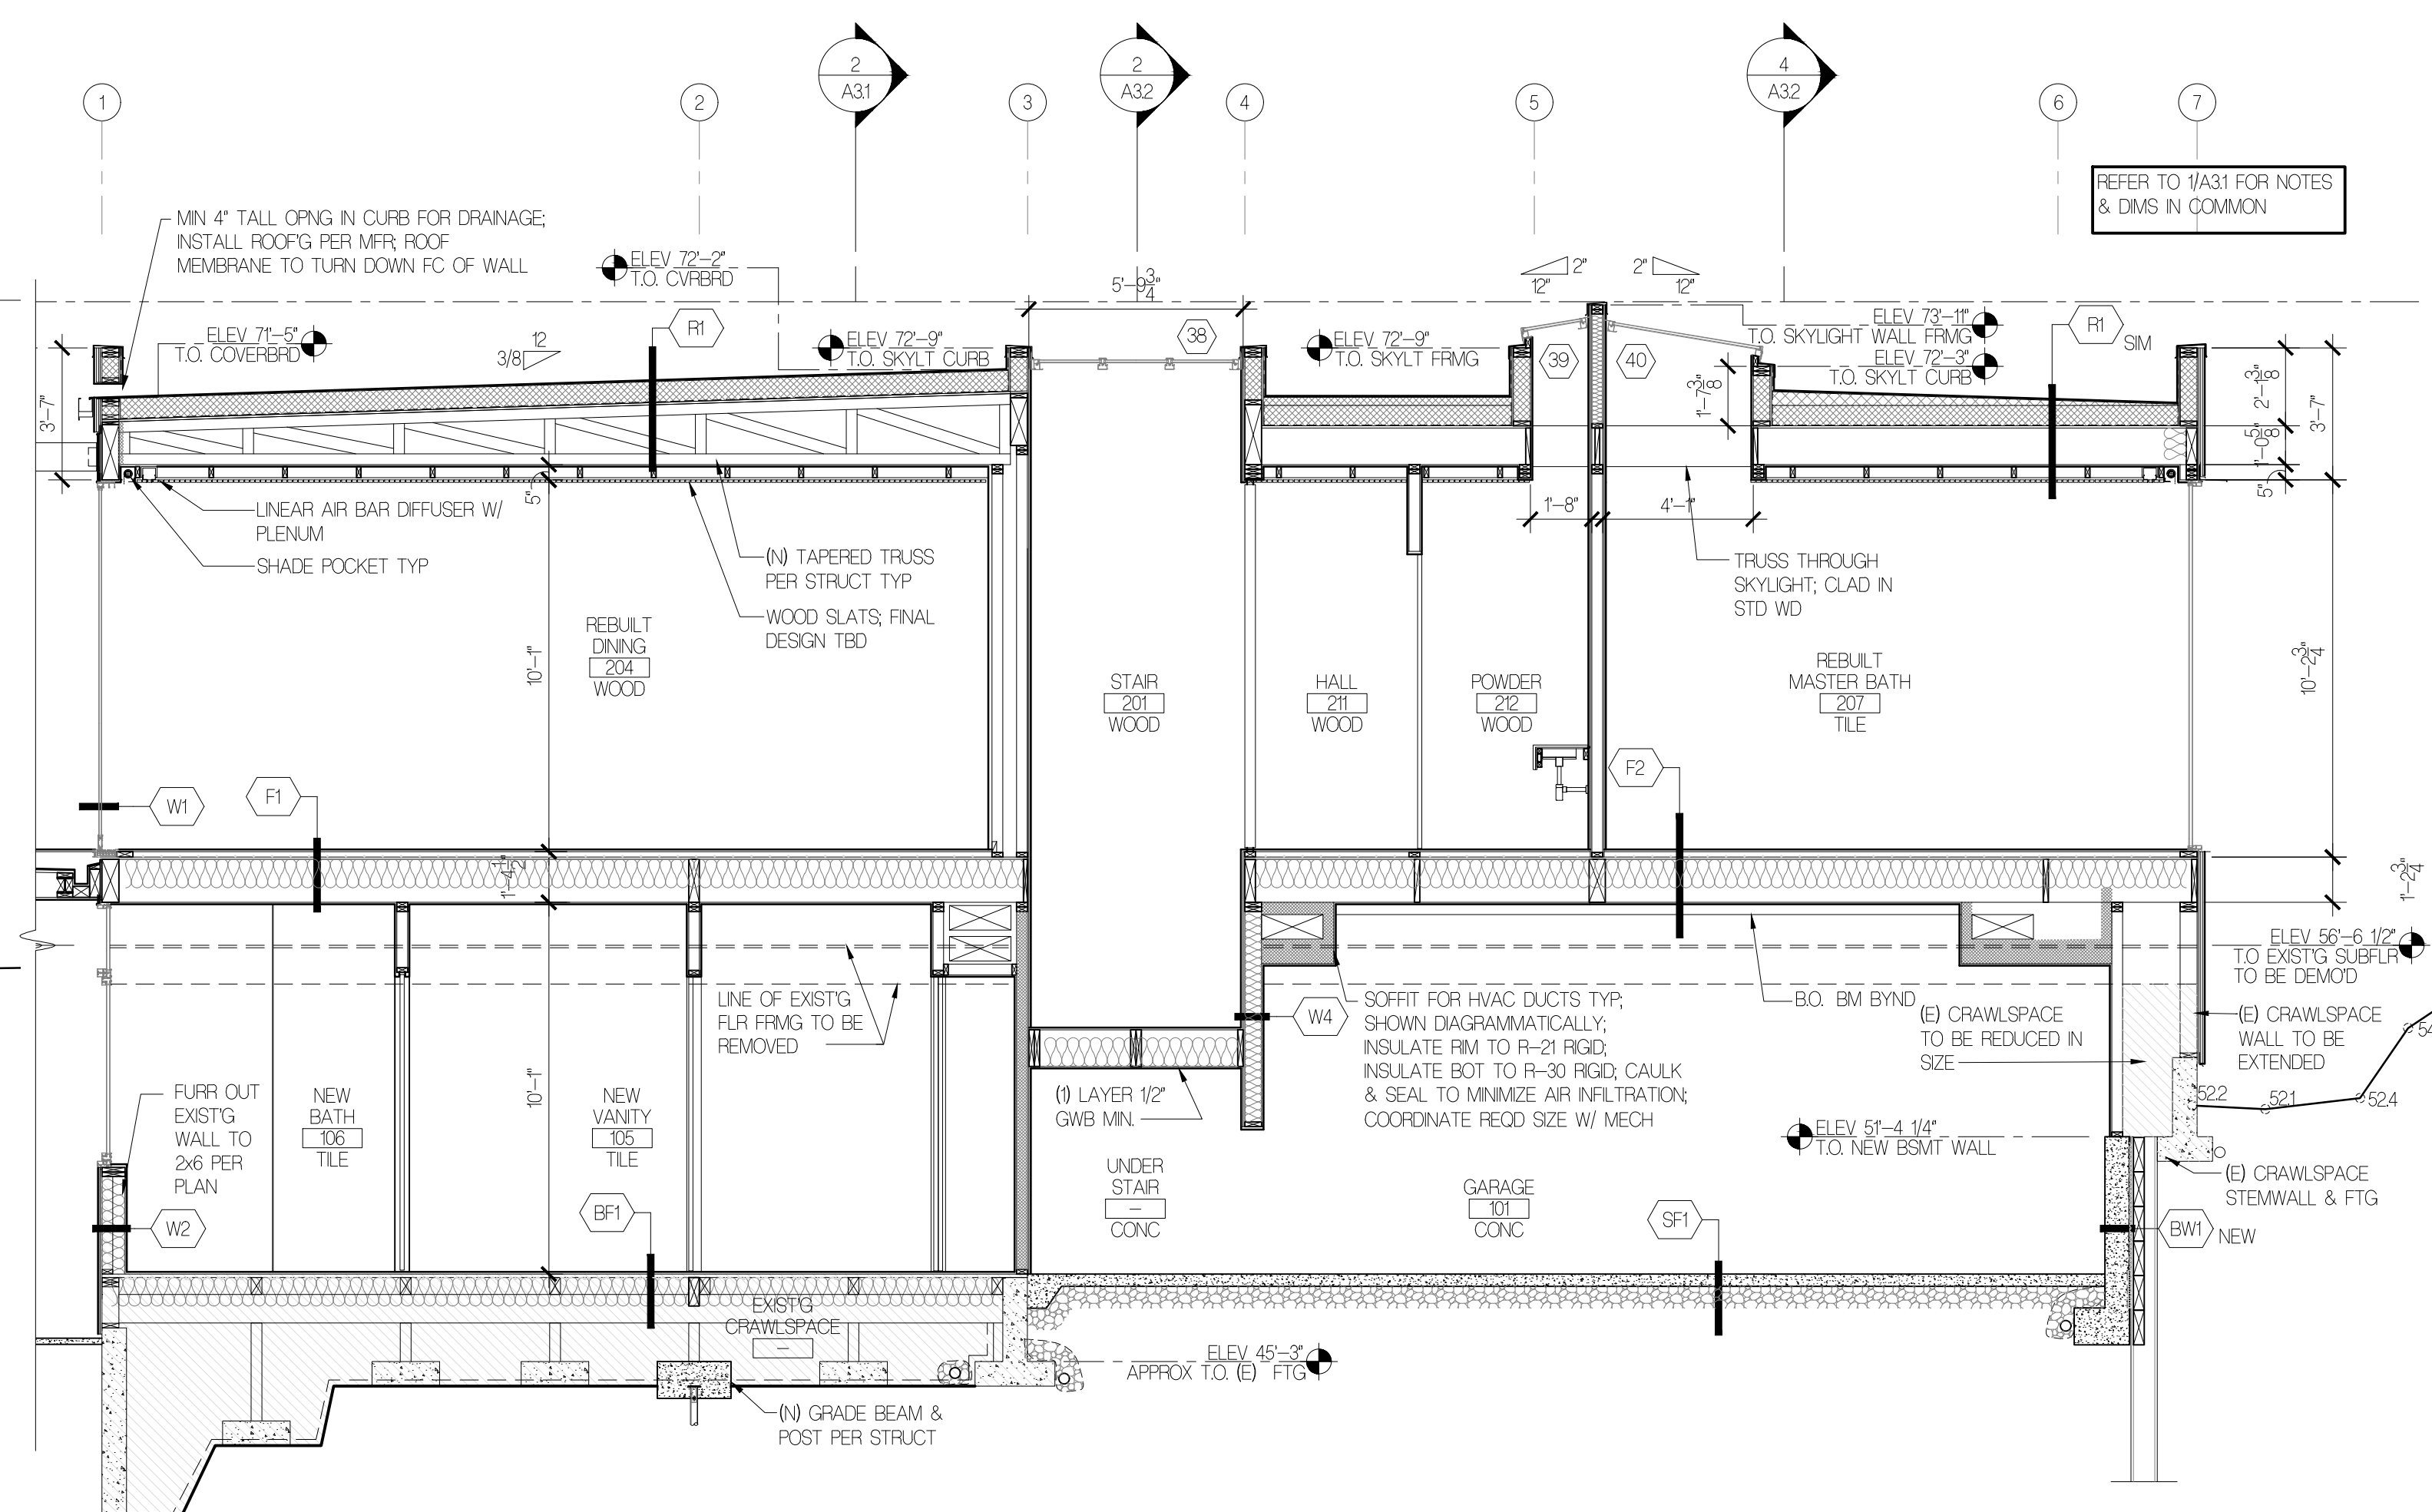 1
2
2
A3.1
3
2
A3.2
4
5
4
A3.2
6
7
REFER TO 1/A3.1 FOR NOTES
& DIMS IN COMMON
MIN 4" TALL OPNG IN CURB FOR DRAINAGE;
INSTALL ROOF'G PER MFR; ROOF
MEMBRANE TO TURN DOWN FC OF WALL
ELEV 72'-2"
T.O. CVRBRD
5'-9 3/4"
2"
12"
2"
12"
ELEV 71'-5"
T.O. COVERBRD
12
3/8
R1
ELEV 72'-9"
T.O. SKYLT CURB
38
ELEV 72'-9"
T.O. SKYLT FRMG
39
40
ELEV 73'-11"
T.O. SKYLIGHT WALL FRMG
ELEV 72'-3"
T.O. SKYLT CURB
R1
SIM
3'-7"
1'-7 3/8"
2'-1 3/8"
1'-0 5/8"
5"
3'-7"
5"
LINEAR AIR BAR DIFFUSER W/
PLENUM
SHADE POCKET TYP
(N) TAPERED TRUSS
PER STRUCT TYP
WOOD SLATS; FINAL
DESIGN TBD
1'-8"
4'-1"
TRUSS THROUGH
SKYLIGHT; CLAD IN
STD WD
10'-1"
REBUILT
DINING
204
WOOD
STAIR
201
WOOD
HALL
211
WOOD
POWDER
212
WOOD
REBUILT
MASTER BATH
207
TILE
10'-2 3/4"
W1
F1
F2
1'-4 1/2"
1'-2 3/4"
LINE OF EXIST'G
FLR FRMG TO BE
REMOVED
W4
SOFFIT FOR HVAC DUCTS TYP;
SHOWN DIAGRAMMATICALLY;
INSULATE RIM TO R-21 RIGID;
INSULATE BOT TO R-30 RIGID; CAULK
& SEAL TO MINIMIZE AIR INFILTRATION;
COORDINATE REQD SIZE W/ MECH
B.O. BM BYND
(E) CRAWLSPACE
TO BE REDUCED IN
SIZE
ELEV 56'-6 1/2"
T.O EXIST'G SUBFLR
TO BE DEMO'D
(E) CRAWLSPACE
WALL TO BE
EXTENDED
52.2
52.1
52.4
(1) LAYER 1/2"
GWB MIN.
ELEV 51'-4 1/4"
T.O. NEW BSMT WALL
FURR OUT
EXIST'G
WALL TO
2x6 PER
PLAN
NEW
BATH
106
TILE
NEW
VANITY
105
TILE
10'-1"
UNDER
STAIR
-
CONC
GARAGE
101
CONC
(E) CRAWLSPACE
STEMWALL & FTG
W2
BF1
SF1
BW1
NEW
EXIST'G
CRAWLSPACE
-
ELEV 45'-3"
APPROX T.O. (E) FTG
(N) GRADE BEAM &
POST PER STRUCT